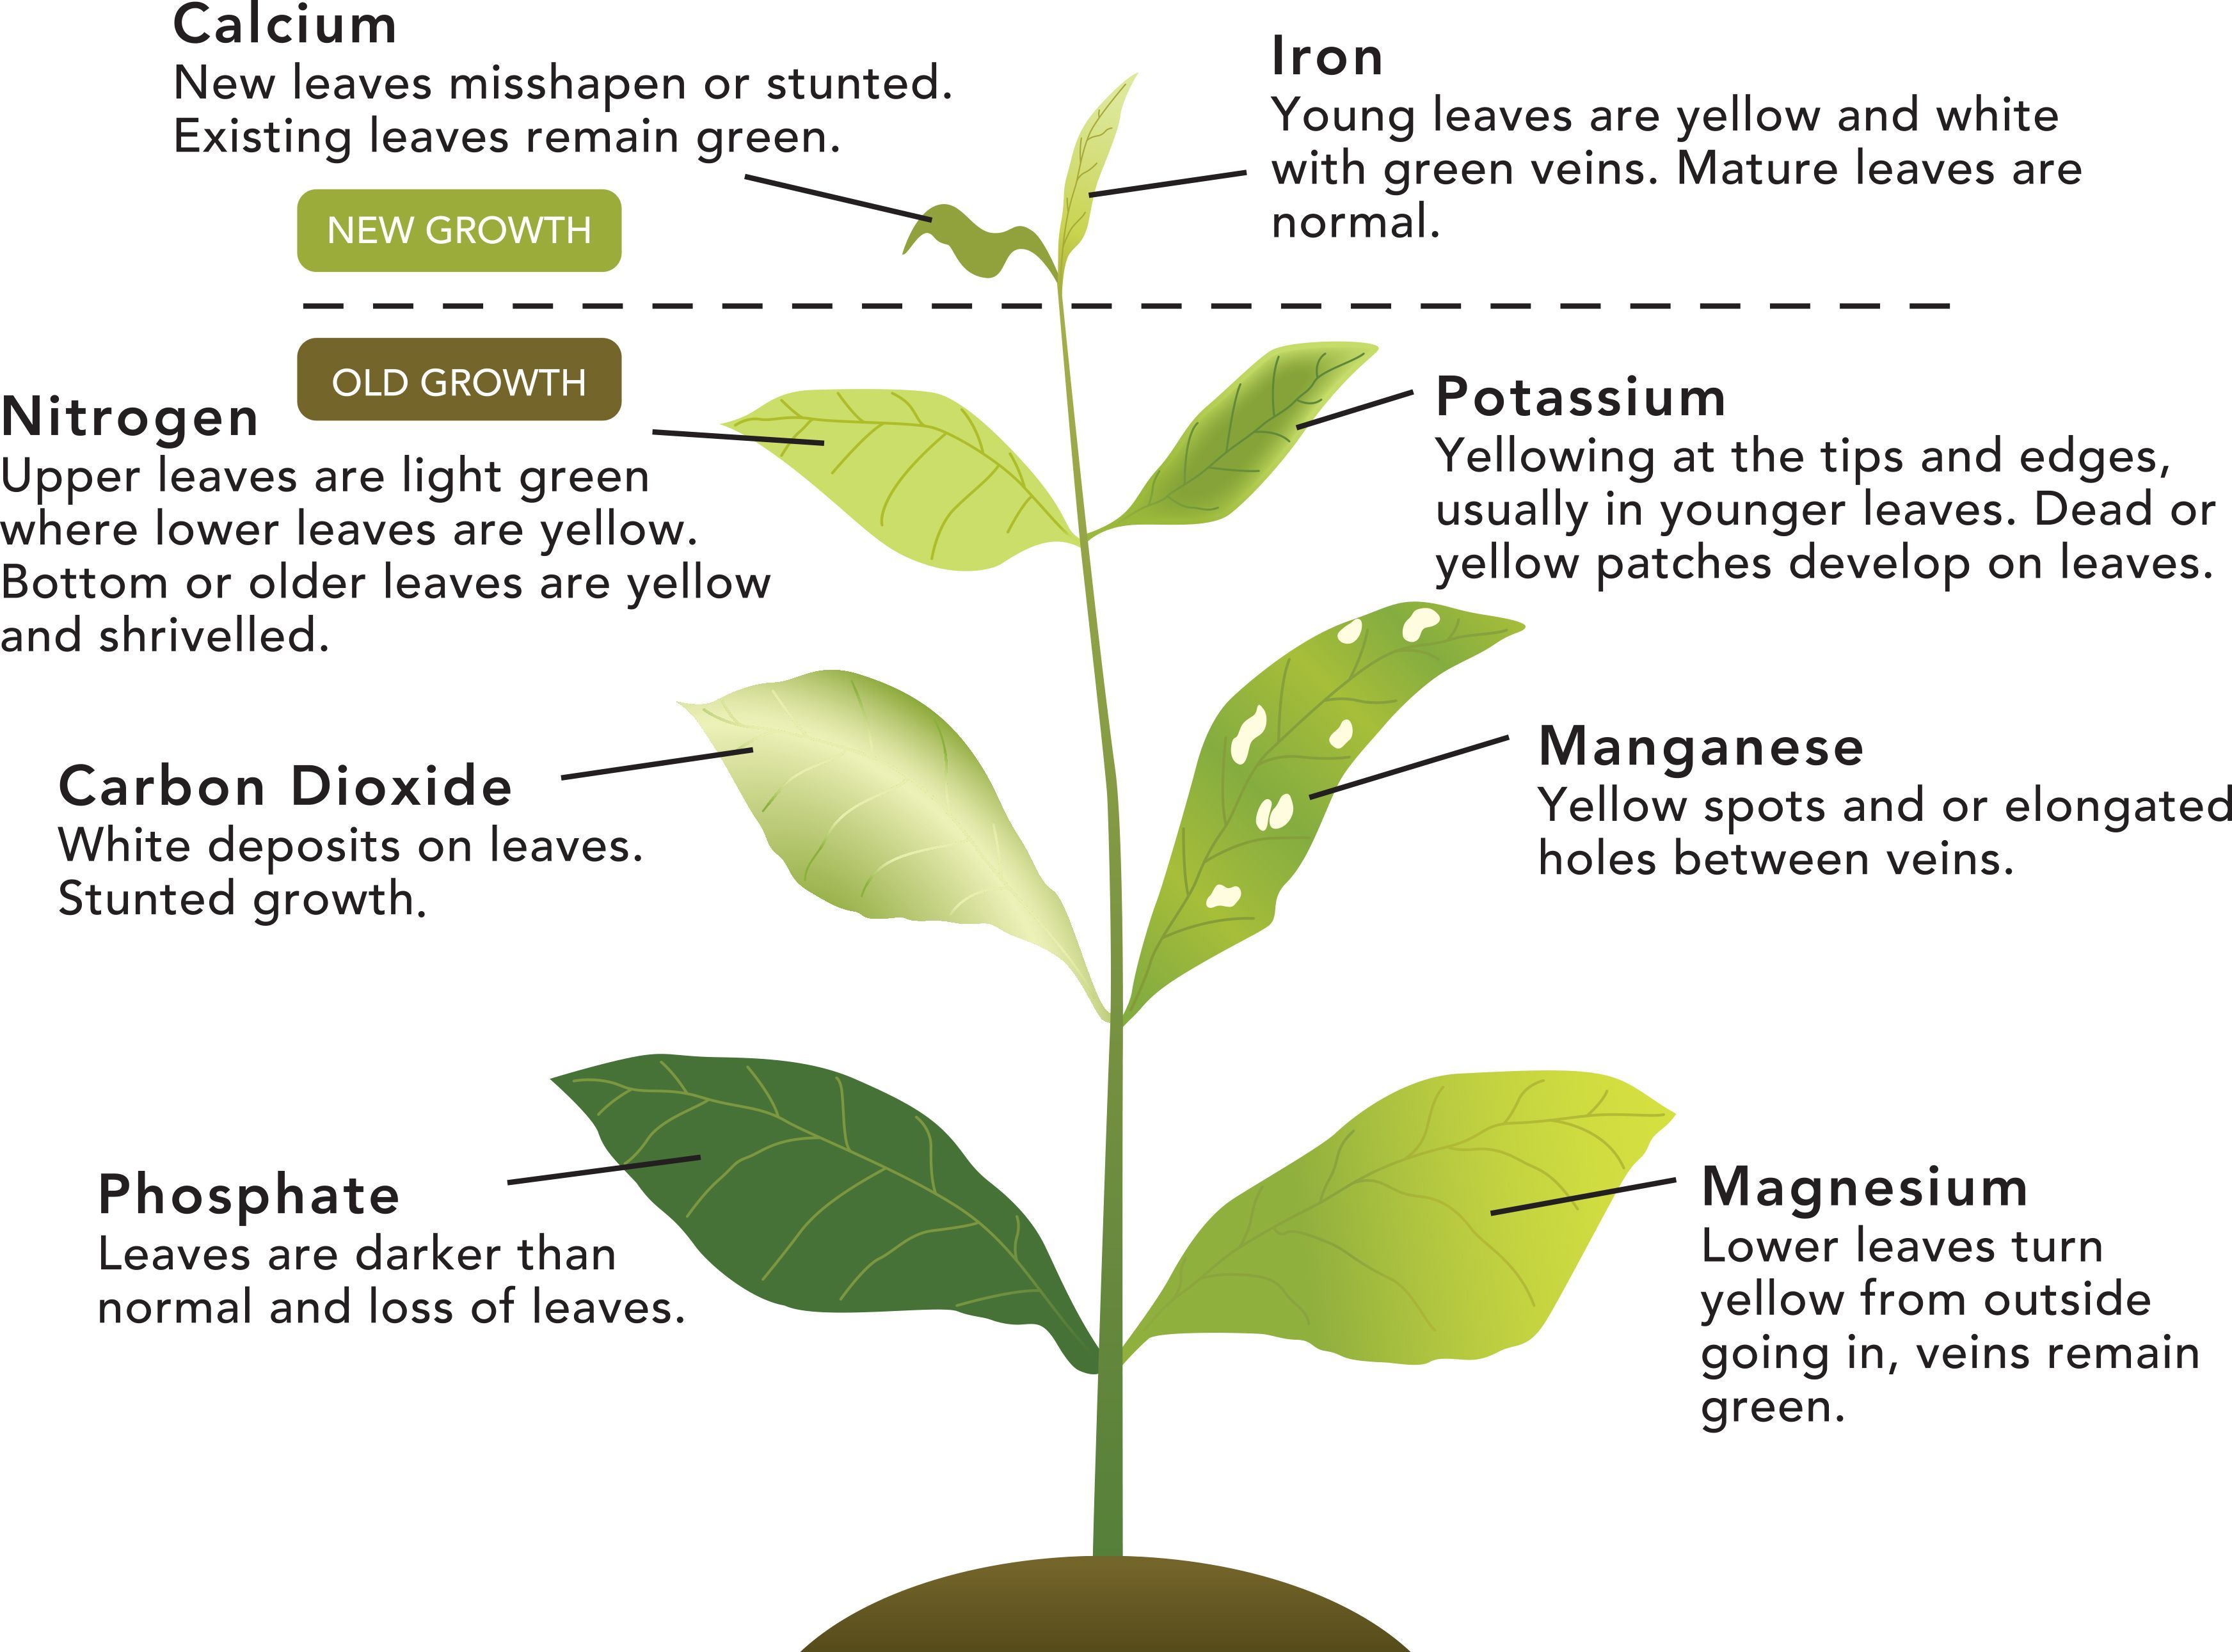 Calcium
New leaves misshapen or stunted.
Existing leaves remain green.
Iron
Young leaves are yellow and white
with green veins. Mature leaves are
normal.
NEW GROWTH
OLD GROWTH
Nitrogen
Upper leaves are light green
where lower leaves are yellow.
Bottom or older leaves are yellow
and shrivelled.
Potassium
Yellowing at the tips and edges,
usually in younger leaves. Dead or
yellow patches develop on leaves.
Carbon Dioxide
White deposits on leaves.
Stunted growth.
Manganese
Yellow spots and or elongated
holes between veins.
Phosphate
Leaves are darker than
normal and loss of leaves.
Magnesium
Lower leaves turn
yellow from outside
going in, veins remain
green.